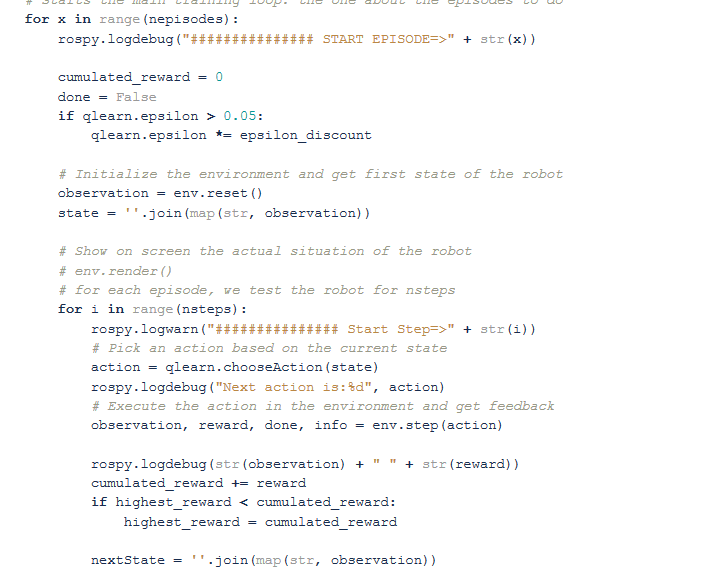 # Starts the main training loop: the one about the episodes to do
for x in range(nepisodes):
    rospy.logdebug("############### START EPISODE=>" + str(x))

    cumulated_reward = 0
    done = False
    if qlearn.epsilon > 0.05:
        qlearn.epsilon *= epsilon_discount

    # Initialize the environment and get first state of the robot
    observation = env.reset()
    state = ''.join(map(str, observation))

    # Show on screen the actual situation of the robot
    # env.render()
    # for each episode, we test the robot for nsteps
    for i in range(nsteps):
        rospy.logwarn("############### Start Step=>" + str(i))
        # Pick an action based on the current state
        action = qlearn.chooseAction(state)
        rospy.logdebug("Next action is:%d", action)
        # Execute the action in the environment and get feedback
        observation, reward, done, info = env.step(action)

        rospy.logdebug(str(observation) + " " + str(reward))
        cumulated_reward += reward
        if highest_reward < cumulated_reward:
            highest_reward = cumulated_reward

        nextState = ''.join(map(str, observation))